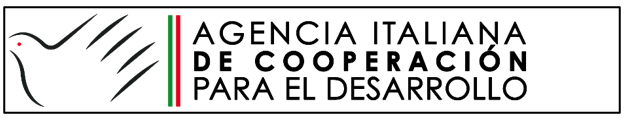 AGENCIA ITALIANA
DE COOPERACIÓN
PARA EL DESARROLLO